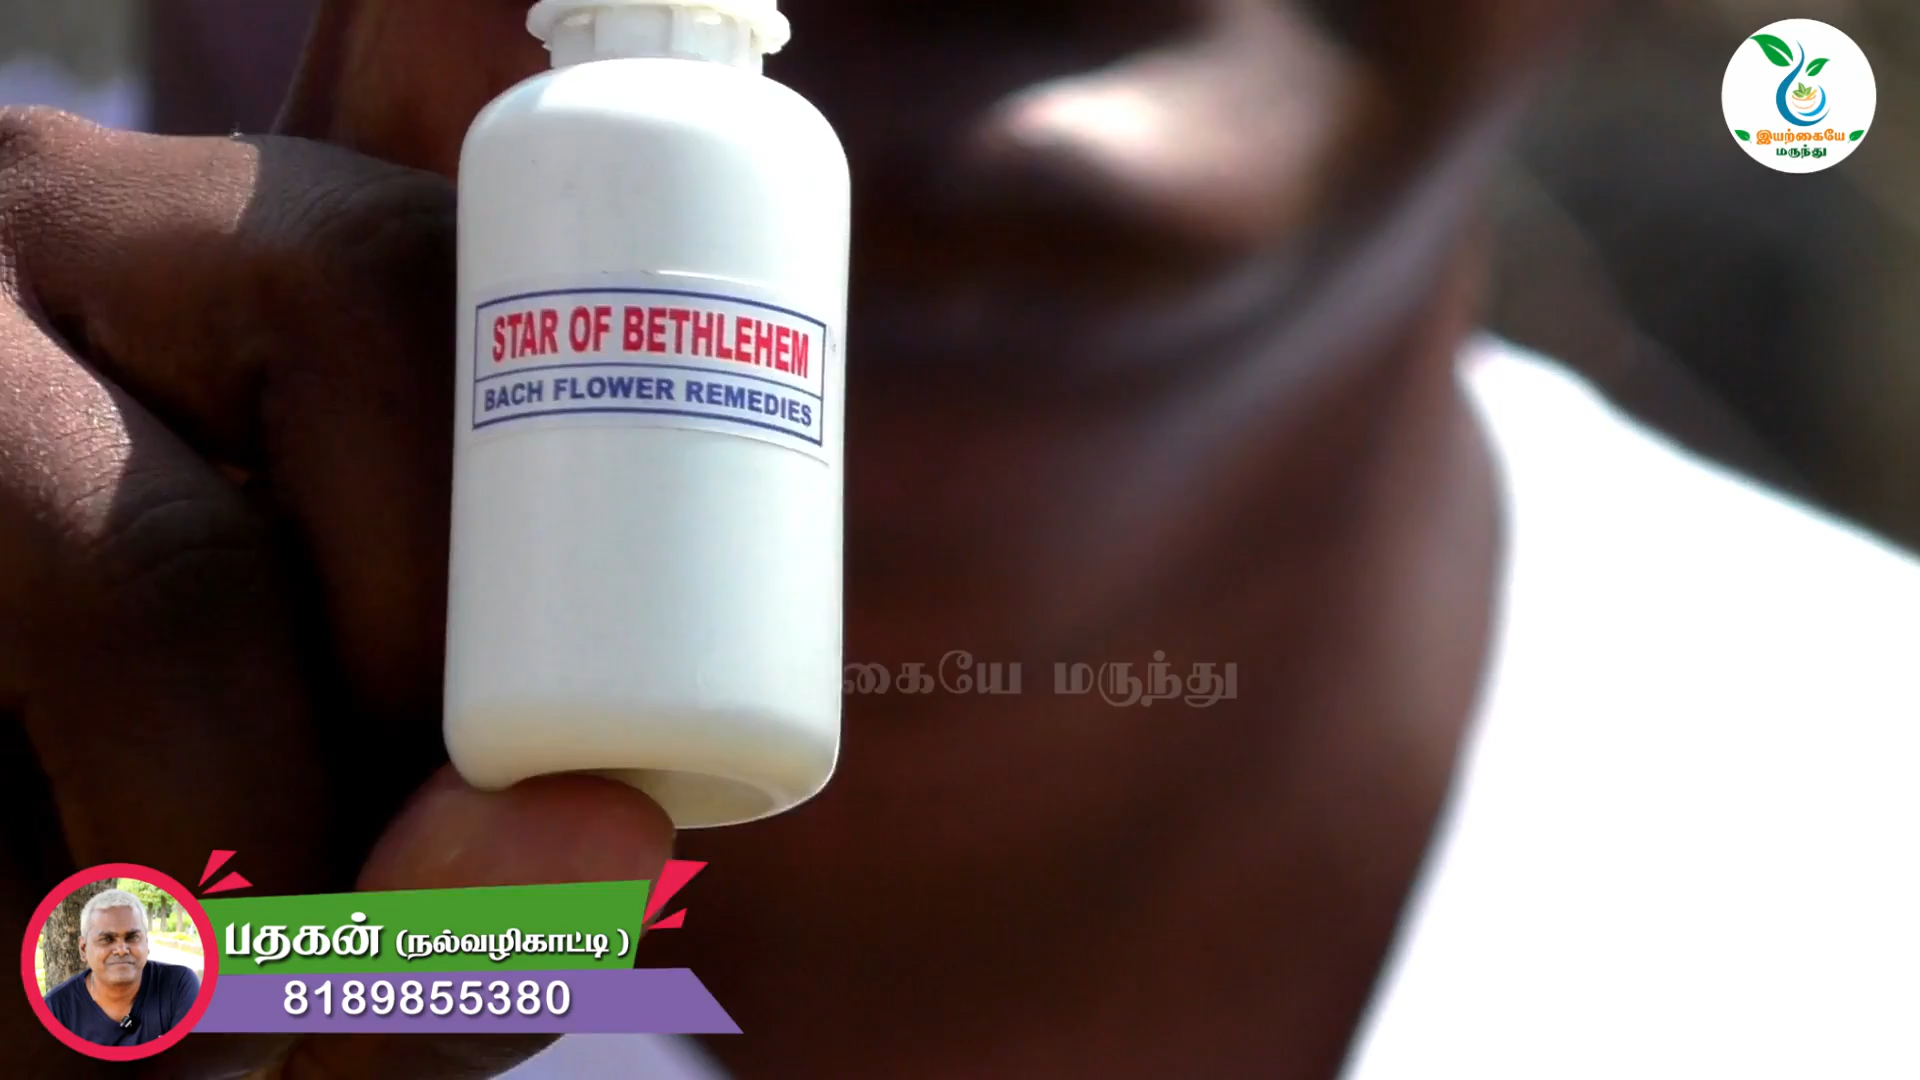 இயற்கையே
மருந்து
STAR OF BETHLEHEM
BACH FLOWER REMEDIES
கையே மருந்து
பதகன் (நல்வழிகாட்டி )
8189855380